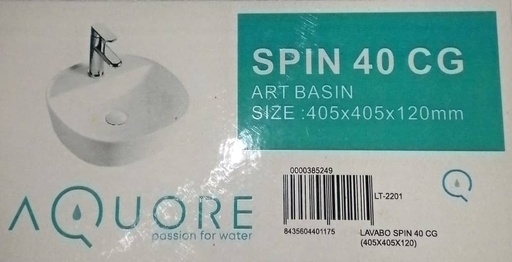 SPIN 40 CG
ART BASIN
SIZE :405x405x120mm
AQUORE
passion for water
0000385249
8435604401175
LT-2201
LAVABO SPIN 40 CG
(405X405X120)